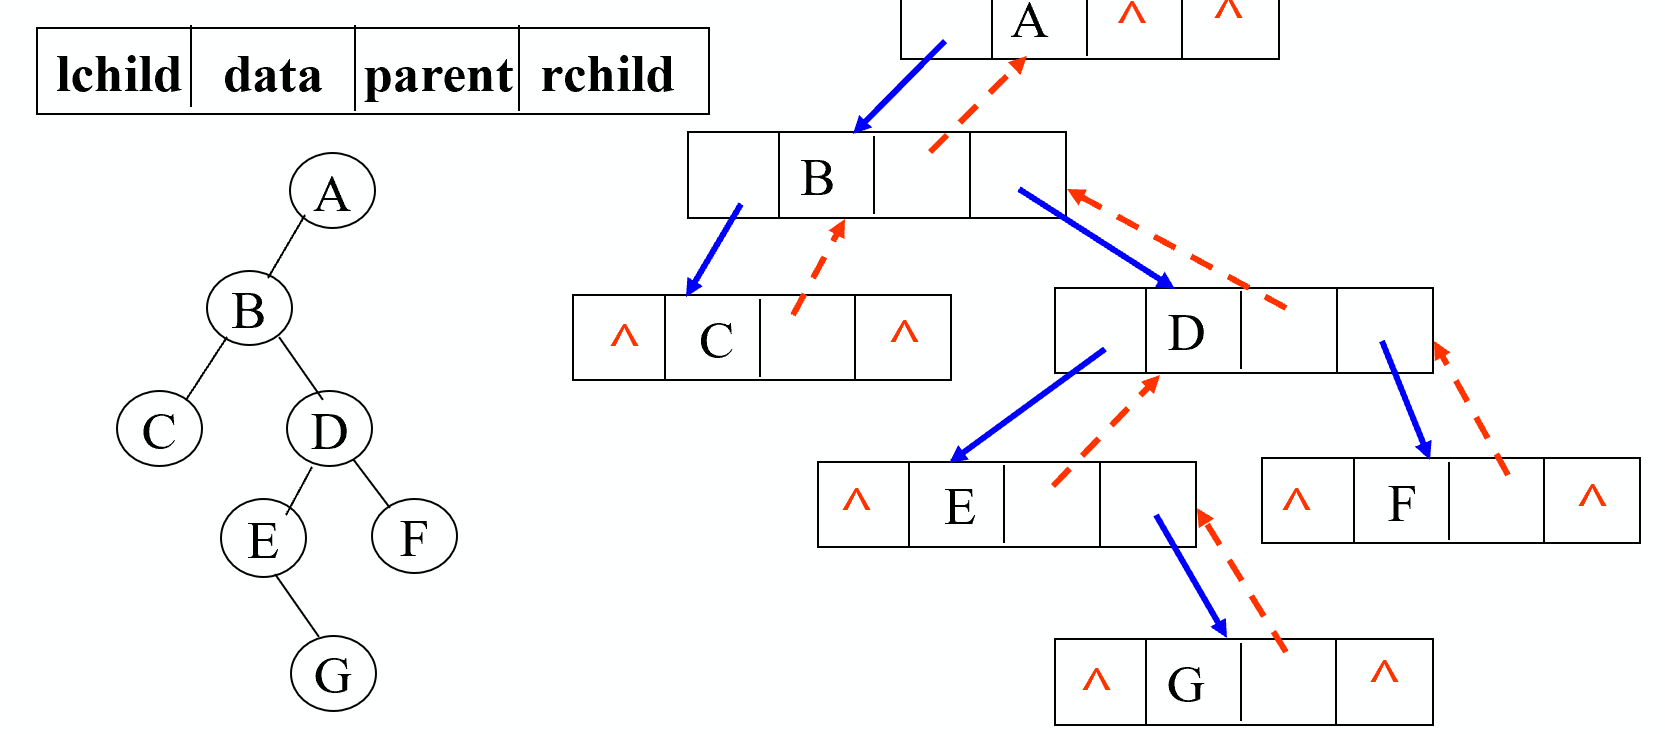 A ^ ^
lchild data parent rchild
B
A
B
^ C ^
D
C
D
^ E
^ F ^
E
F
G
^ G ^